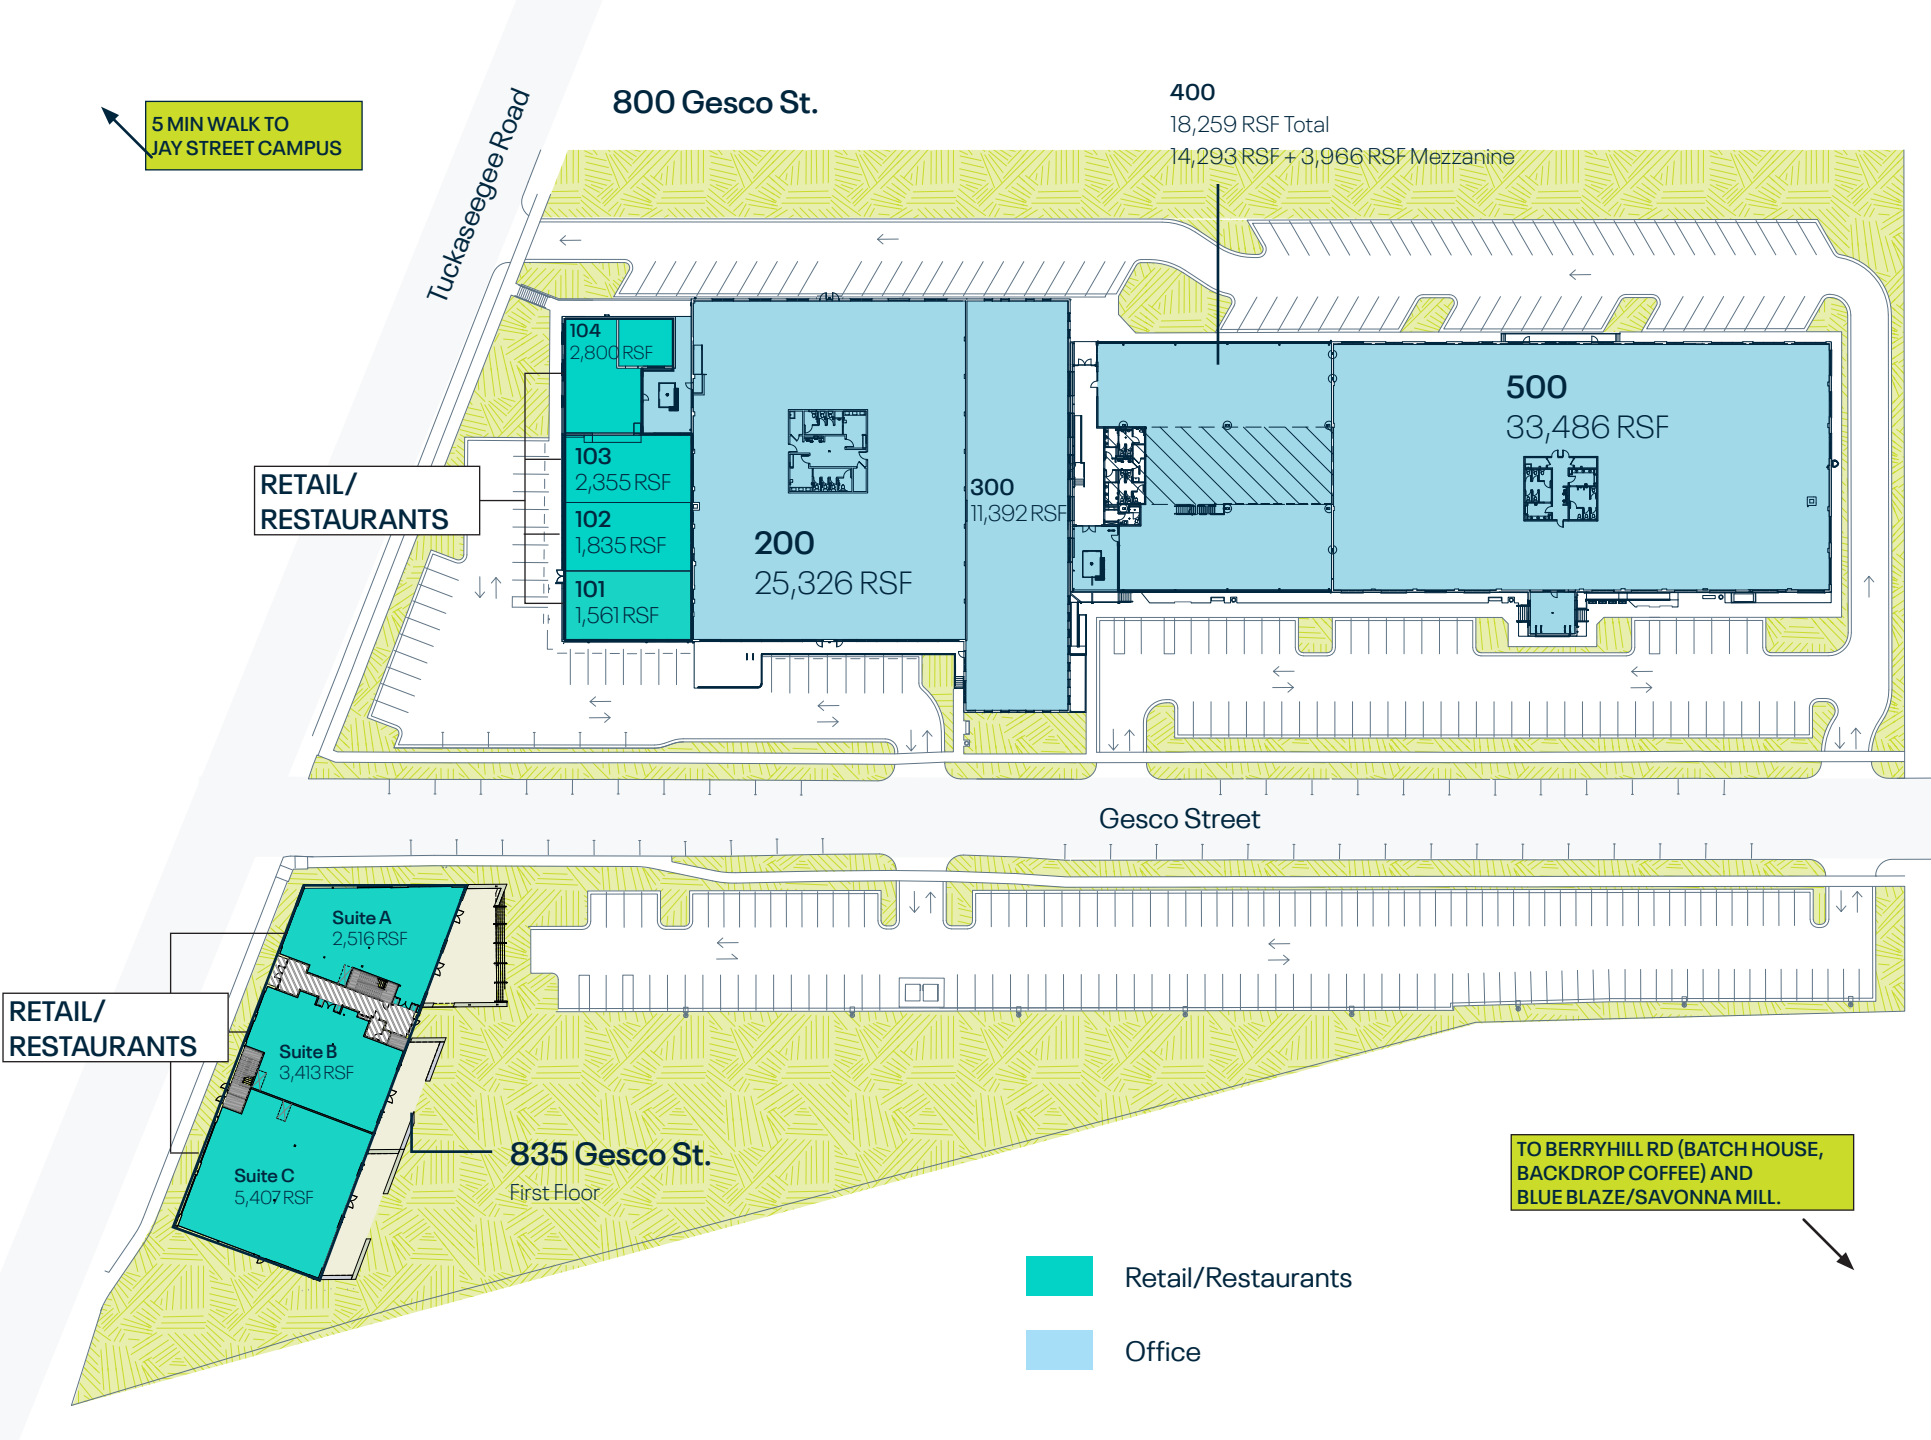 800 Gesco St.
400
18,259 RSF Total
14,293 RSF + 3,966 RSF Mezzanine
5 MIN WALK TO
JAY STREET CAMPUS
Tuckaseegee Road
104
2,800 RSF
103
2,355 RSF
102
1,835 RSF
101
1,561 RSF
RETAIL/
RESTAURANTS
200
25,326 RSF
300
11,392 RSF
500
33,486 RSF
Gesco Street
Suite A
2,516 RSF
Suite B
3,413 RSF
Suite C
5,407 RSF
RETAIL/
RESTAURANTS
835 Gesco St.
First Floor
TO BERRYHILL RD (BATCH HOUSE,
BACKDROP COFFEE) AND
BLUE BLAZE/SAVONNA MILL.
Retail/Restaurants
Office